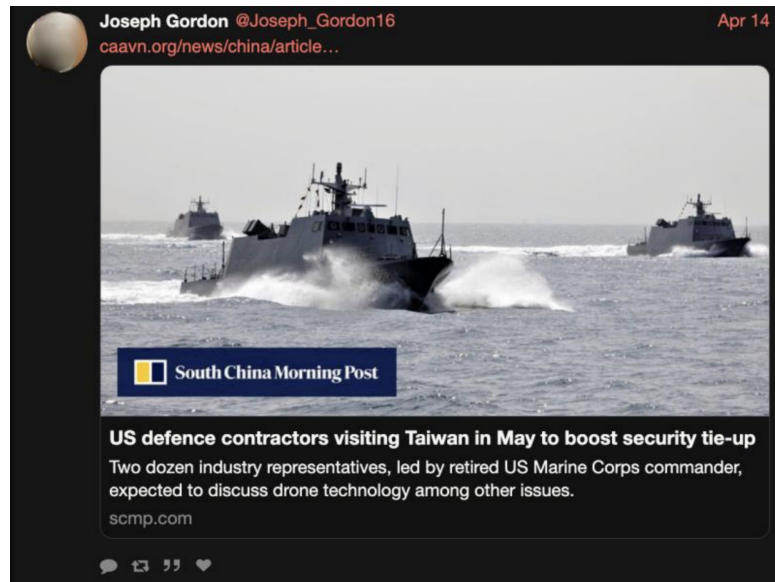 Joseph Gordon @Joseph_Gordon16 Apr 14
caavn.org/news/china/article…
South China Morning Post
US defence contractors visiting Taiwan in May to boost security tie-up
Two dozen industry representatives, led by retired US Marine Corps commander,
expected to discuss drone technology among other issues.
scmp.com